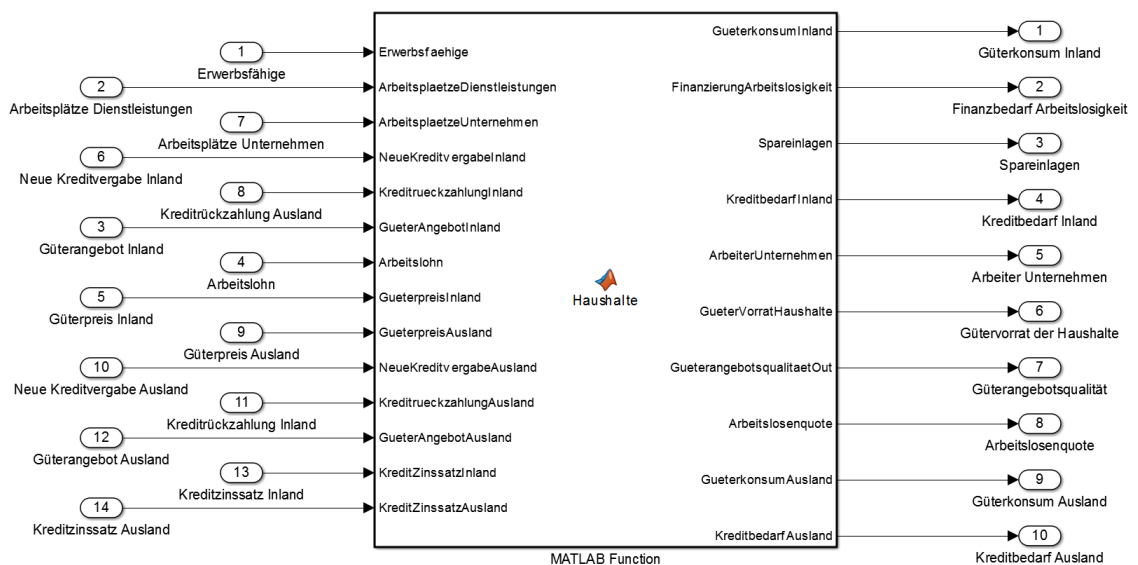 GueterkonsumInland
1
Güterkonsum Inland
1
Erwerbsfähige
Erwerbsfaehige
2
Arbeitsplätze Dienstleistungen
ArbeitsplaetzeDienstleistungen
FinanzierungArbeitslosigkeit
2
Finanzbedarf Arbeitslosigkeit
7
Arbeitsplätze Unternehmen
ArbeitsplaetzeUnternehmen
Spareinlagen
3
Spareinlagen
6
Neue Kreditvergabe Inland
NeueKreditvergabeInland
8
Kreditrückzahlung Ausland
KreditrueckzahlungInland
KreditbedarfInland
4
Kreditbedarf Inland
3
Güterangebot Inland
GueterAngebotInland
4
Arbeitslohn
Arbeitslohn
ArbeiterUnternehmen
5
Arbeiter Unternehmen
Haushalte
5
Güterpreis Inland
GueterpreisInland
GueterVorratHaushalte
6
Gütervorrat der Haushalte
9
Güterpreis Ausland
GueterpreisAusland
10
Neue Kreditvergabe Ausland
NeueKreditvergabeAusland
GueterangebotsqualitaetOut
7
Güterangebotsqualität
11
Kreditrückzahlung Inland
KreditrueckzahlungAusland
Arbeitslosenquote
8
Arbeitslosenquote
12
Güterangebot Ausland
GueterAngebotAusland
13
Kreditzinssatz Inland
KreditZinssatzInland
GueterkonsumAusland
9
Güterkonsum Ausland
14
Kreditzinssatz Ausland
KreditZinssatzAusland
KreditbedarfAusland
10
Kreditbedarf Ausland
MATLAB Function